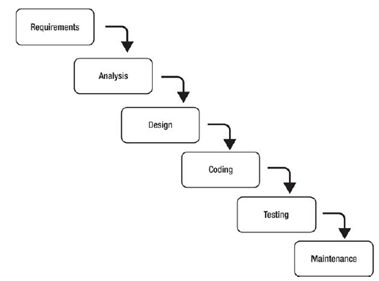 Requirements
Analysis
Design
Coding
Testing
Maintenance